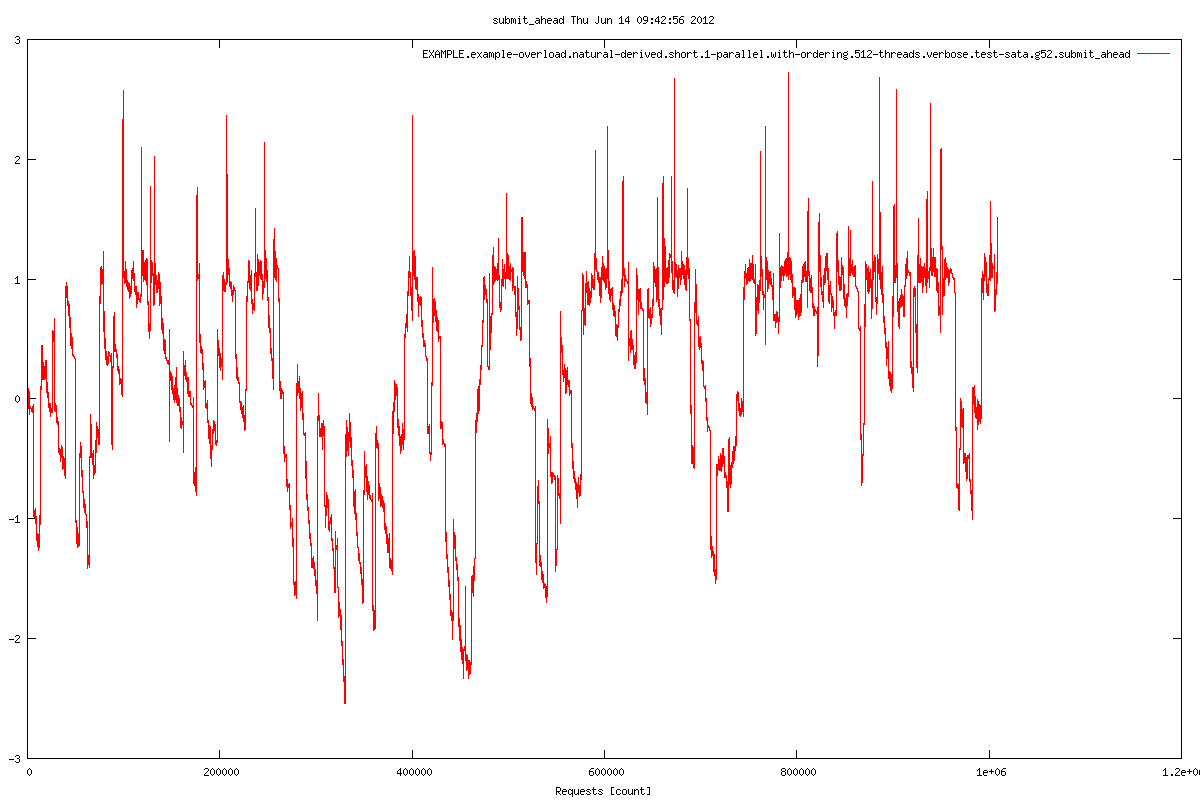 submit_ahead Thu Jun 14 09:42:56 2012
EXAMPLE.example-overload.natural-derived.short.1-parallel.with-ordering.512-threads.verbose.test-sata.g52.submit_ahead
3
2
1
0
-1
-2
-3
0 200000 400000 600000 800000 1e+06 1.2e+0
Requests [count]